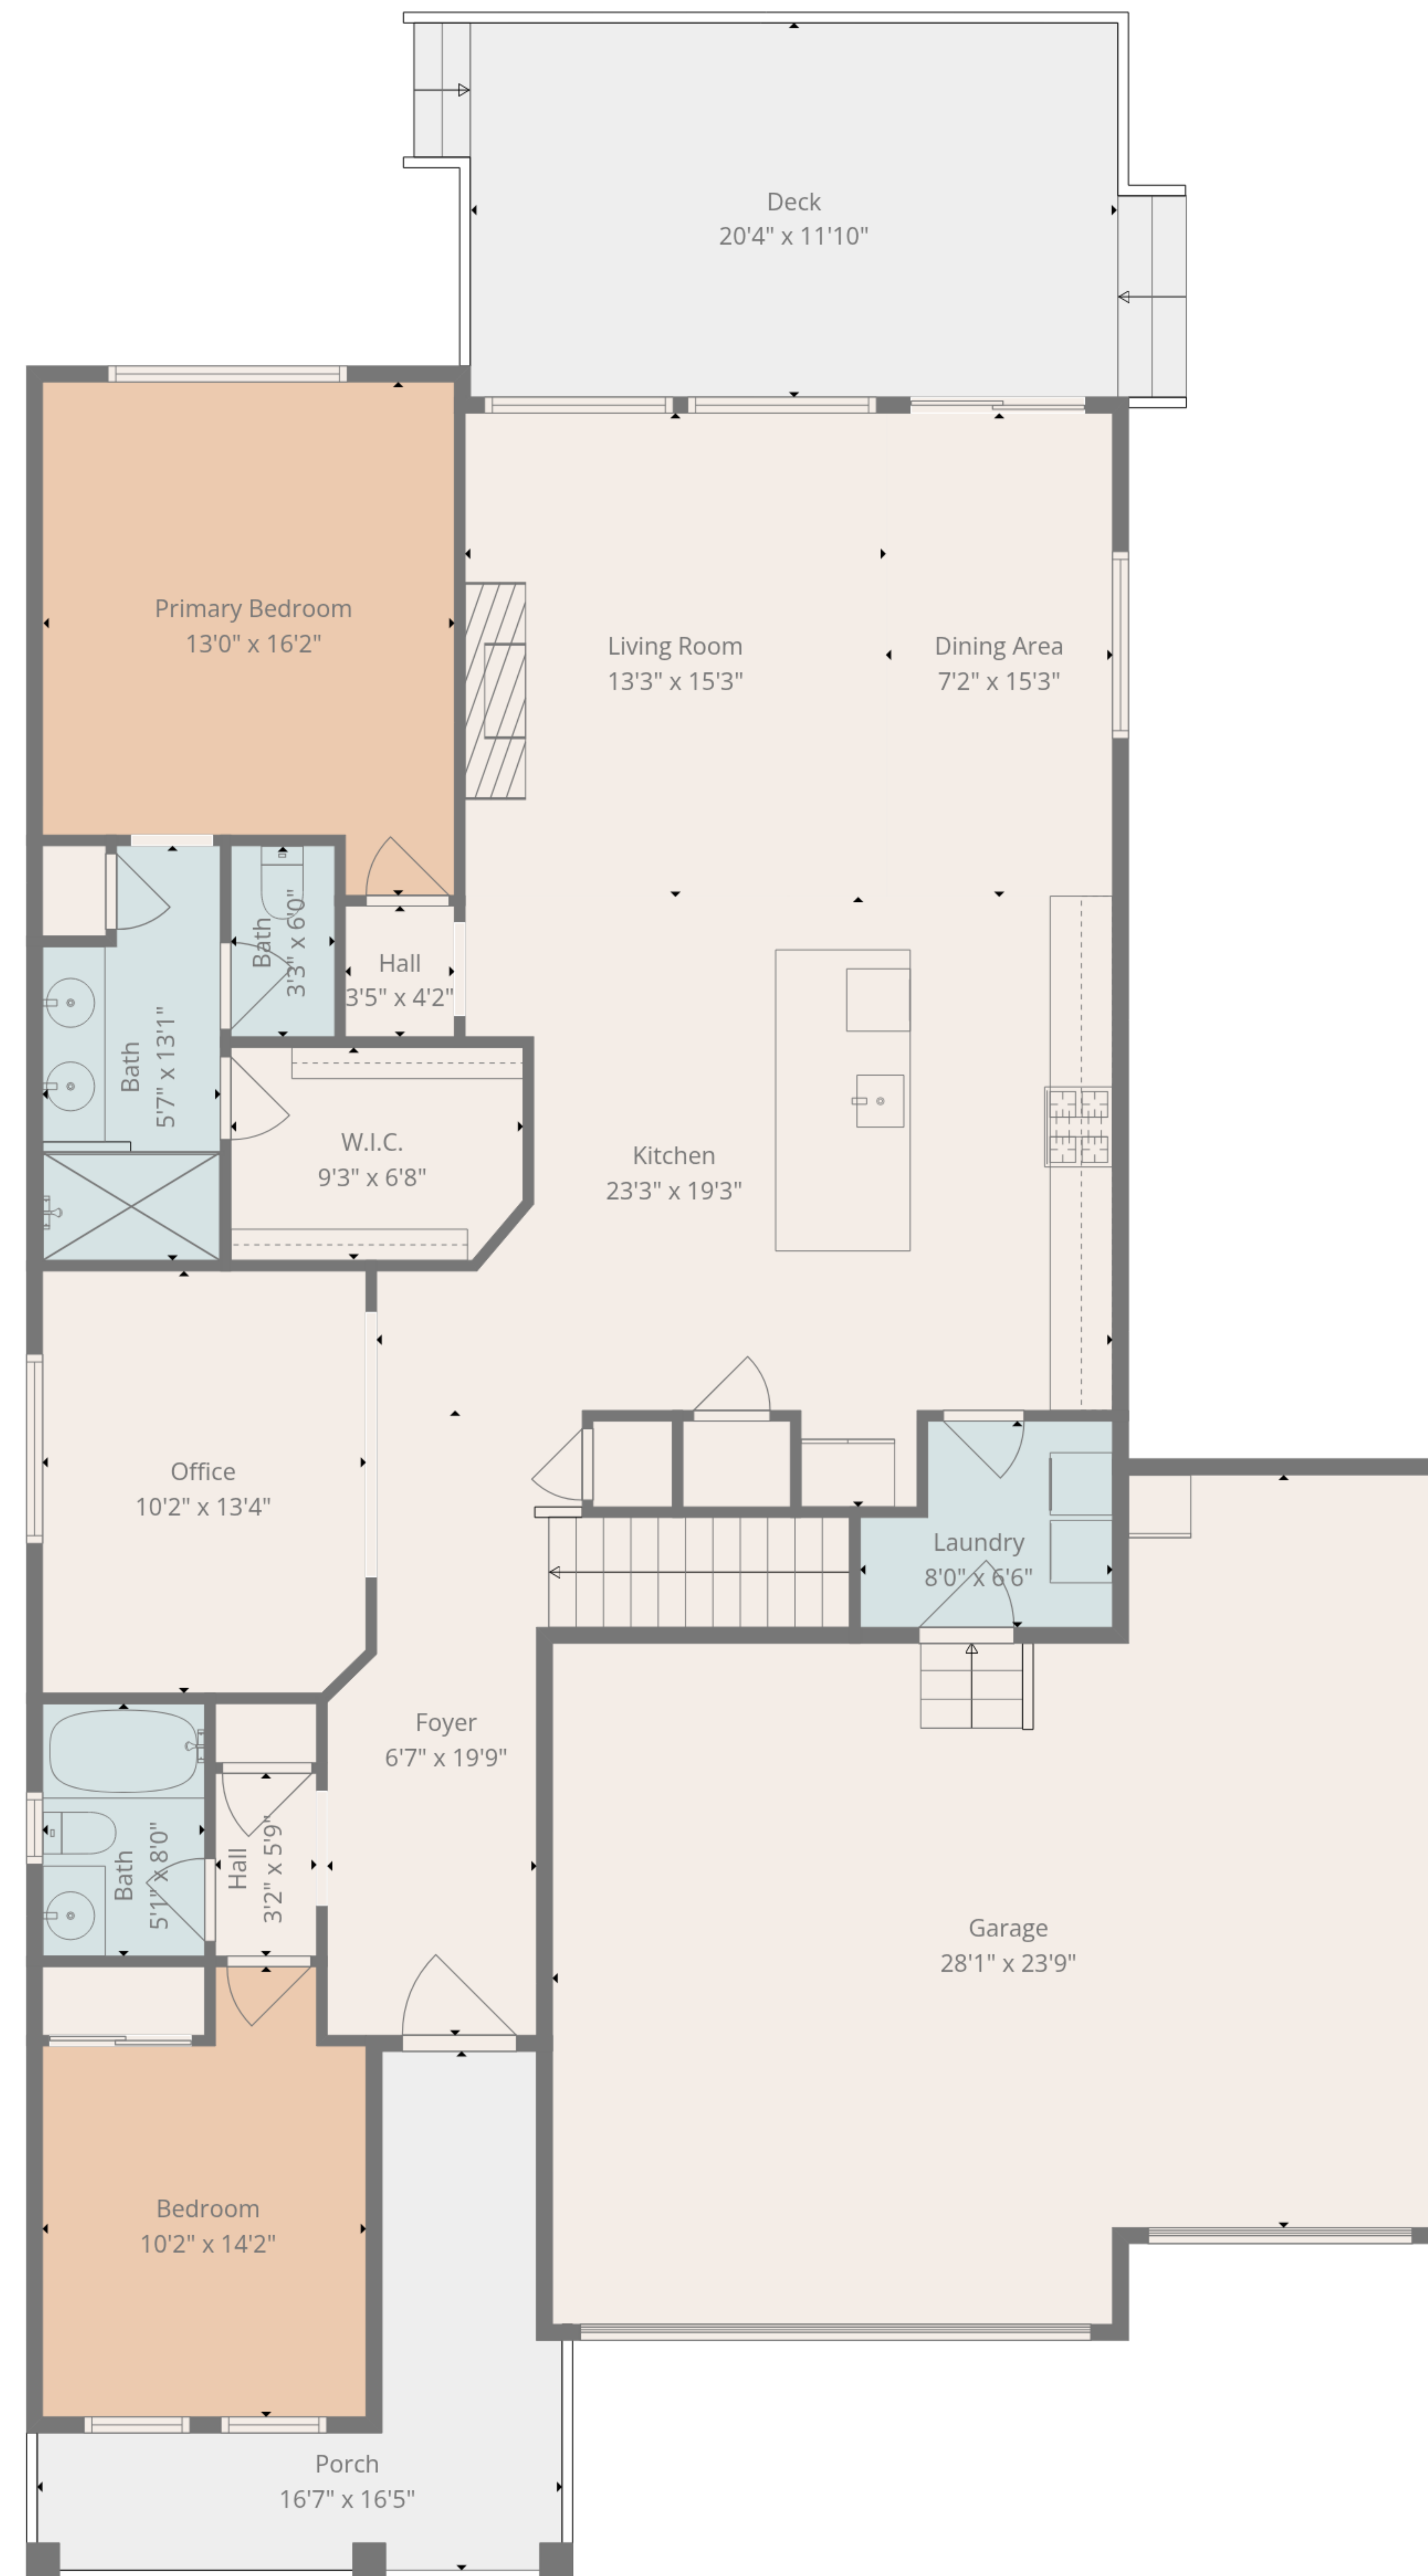 Deck
20'4" x 11'10"
Primary Bedroom
13'0" x 16'2"
Living Room
13'3" x 15'3"
Dining Area
7'2" x 15'3"
Bath
3'3" x 6'0"
Hall
3'5" x 4'2"
Bath
5'7" x 13'1"
W.I.C.
9'3" x 6'8"
Kitchen
23'3" x 19'3"
Office
10'2" x 13'4"
Laundry
8'0" x 6'6"
Foyer
6'7" x 19'9"
Bath
5'1" x 8'0"
Hall
3'2" x 5'9"
Garage
28'1" x 23'9"
Bedroom
10'2" x 14'2"
Porch
16'7" x 16'5"